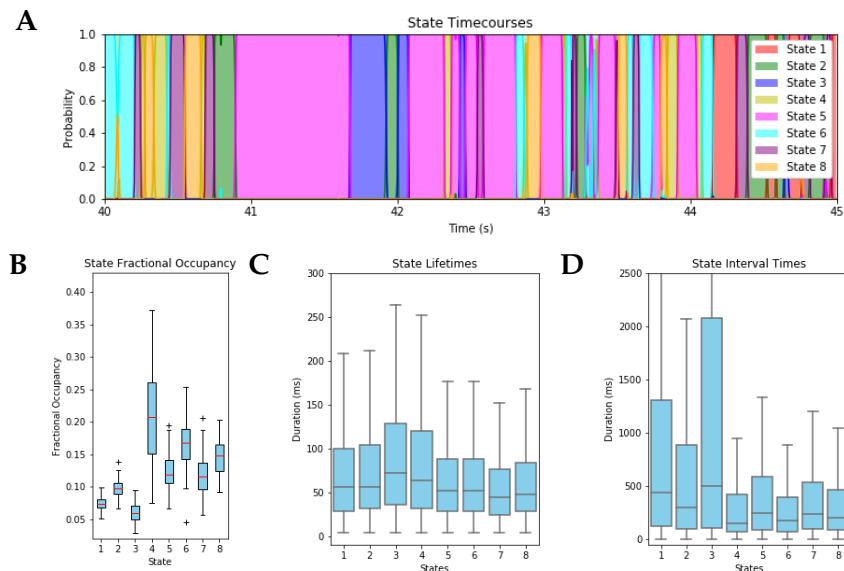 A
State Timecourses
Probability
1.0
0.8
0.6
0.4
0.2
0.0
State 1
State 2
State 3
State 4
State 5
State 6
State 7
State 8
40 41 42 43 44 45
Time (s)
B
State Fractional Occupancy
Fractional Occupancy
0.40
0.35
0.30
0.25
0.20
0.15
0.10
0.05
1 2 3 4 5 6 7 8
State
C
State Lifetimes
Duration (ms)
300
250
200
150
100
50
0
1 2 3 4 5 6 7 8
States
D
State Interval Times
Duration (ms)
2500
2000
1500
1000
500
0
1 2 3 4 5 6 7 8
States